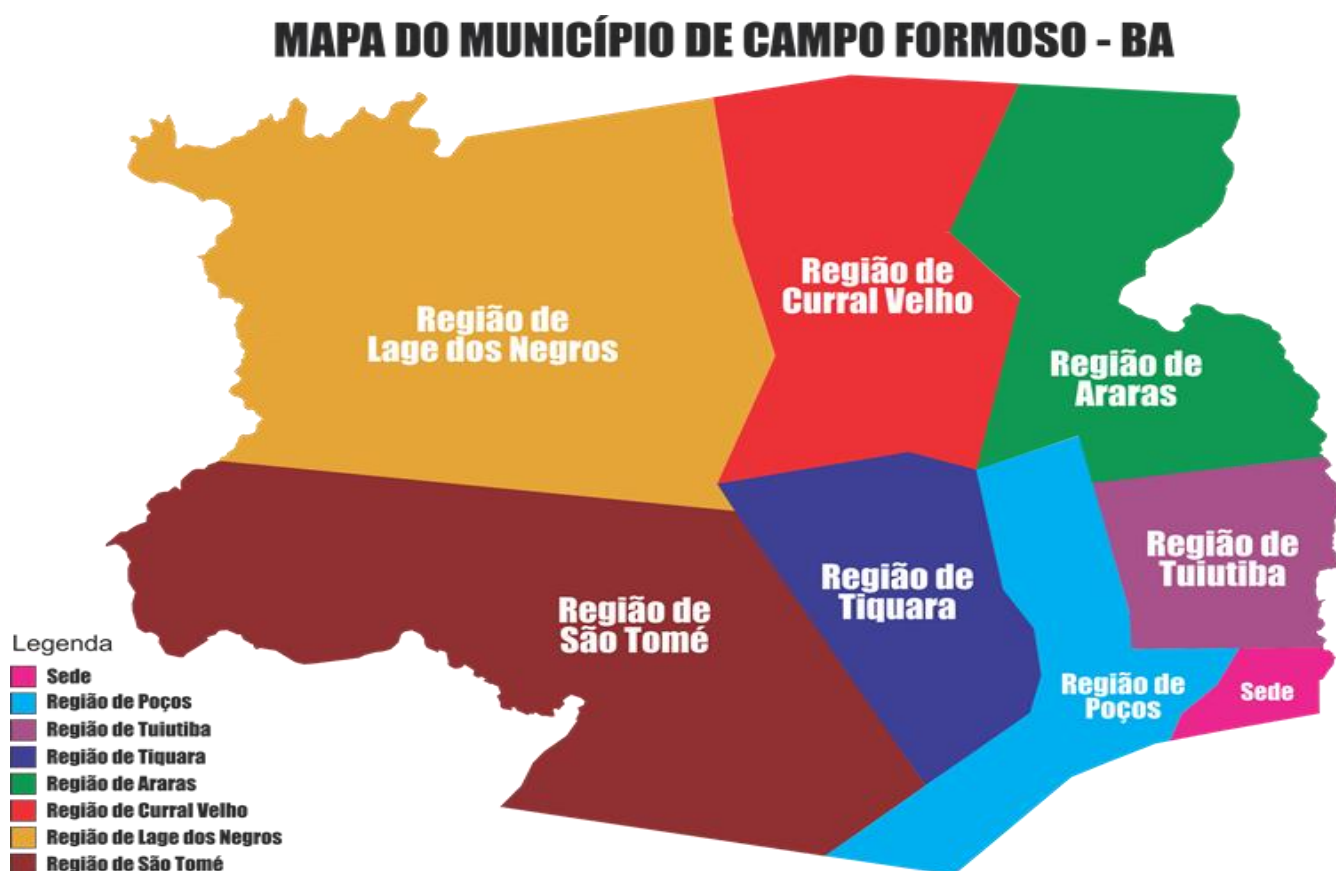 MAPA DO MUNICÍPIO DE CAMPO FORMOSO - BA
Região de
Curral Velho
Região de
Lage dos Negros
Região de
Araras
Região de
Tuiutiba
Região de
Tiquara
Região de
São Tomé
Região de
Poços
Sede
Legenda
Sede
Região de Poços
Região de Tuiutiba
Região de Tiquara
Região de Araras
Região de Curral Velho
Região de Lage dos Negros
Região de São Tomé